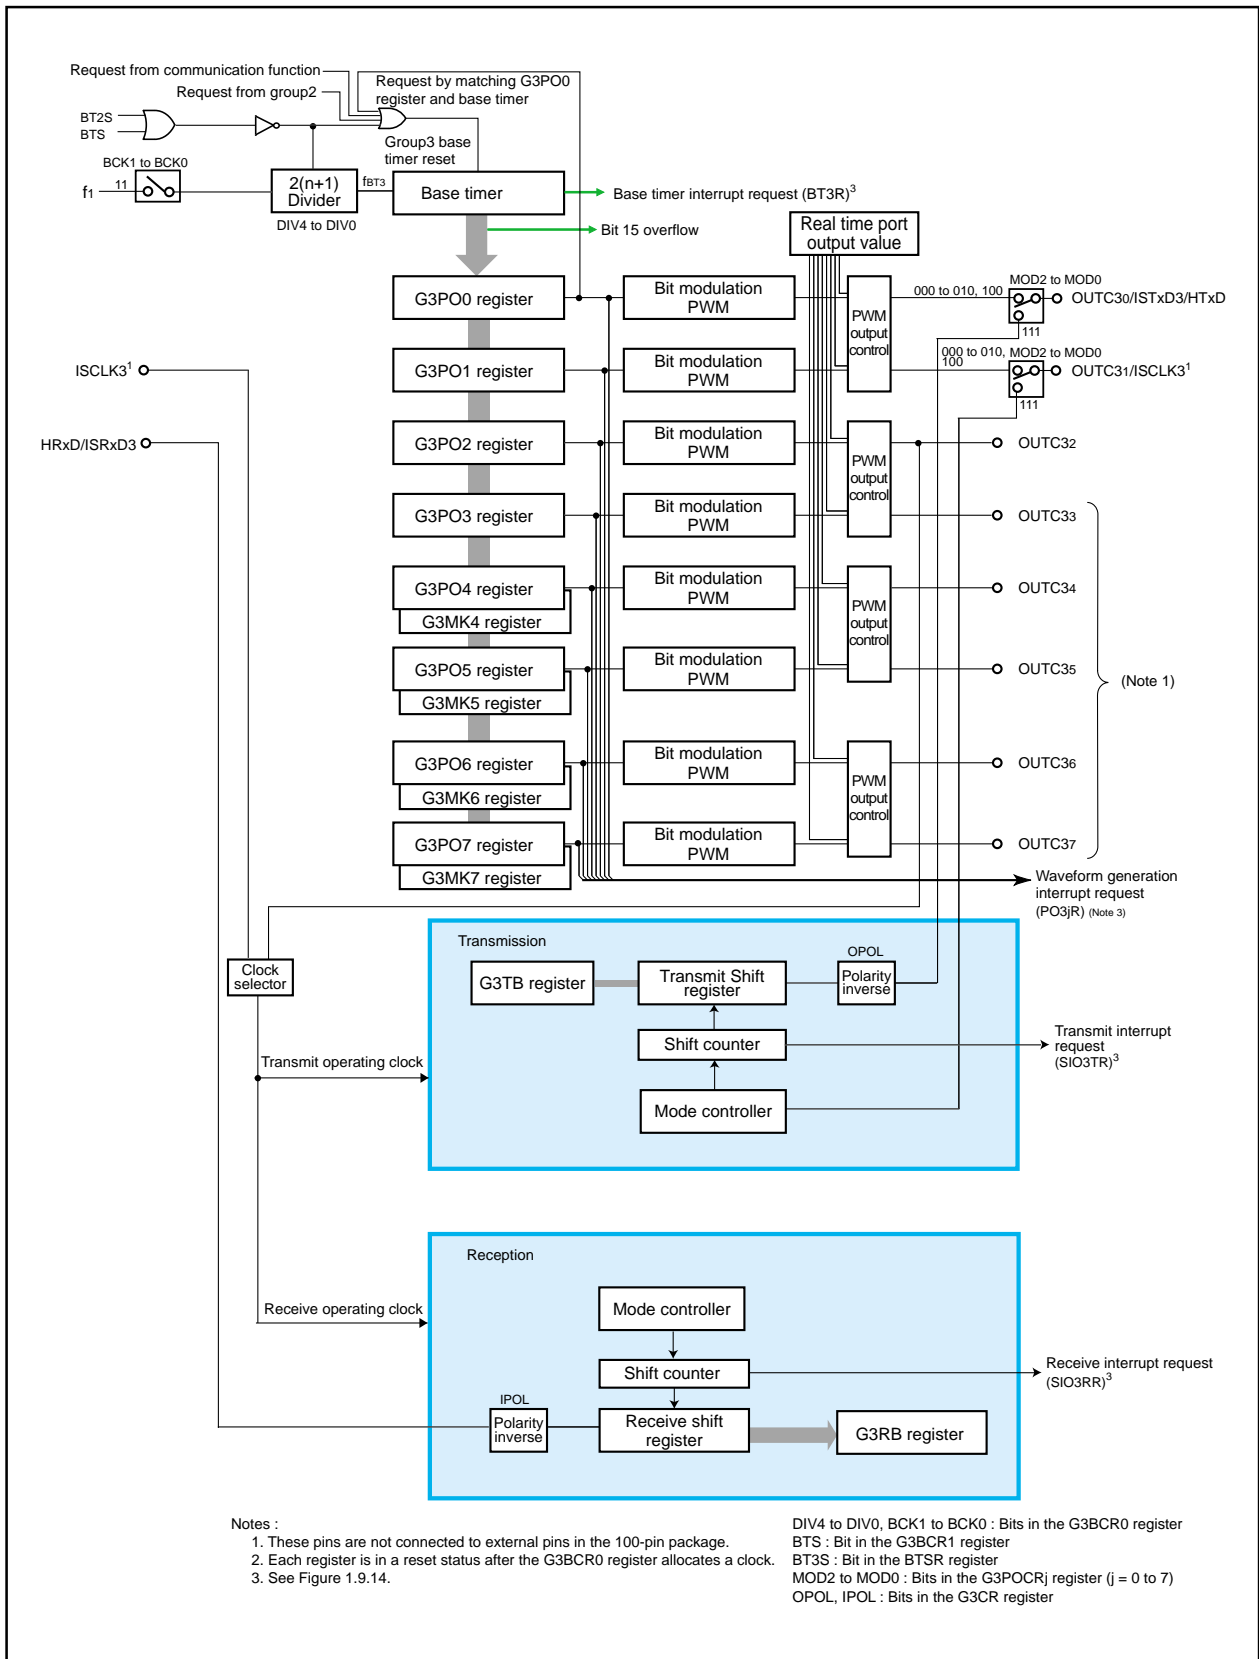 Request from communication function
Request from group2
Request by matching G3PO0
register and base timer
BT2S
BTS
Group3 base
timer reset
BCK1 to BCK0
f1
11
2(n+1)
Divider
fBT3
Base timer
Base timer interrupt request (BT3R)3
DIV4 to DIV0
Bit 15 overflow
Real time port
output value
G3PO0 register
Bit modulation
PWM
PWM
output
control
000 to 010, 100
MOD2 to MOD0
OUTC30/ISTxD3/HTxD
111
ISCLK31
G3PO1 register
Bit modulation
PWM
000 to 010,
100
MOD2 to MOD0
OUTC31/ISCLK31
111
HRxD/ISRxD3
G3PO2 register
Bit modulation
PWM
PWM
output
control
OUTC32
G3PO3 register
Bit modulation
PWM
OUTC33
G3PO4 register
G3MK4 register
Bit modulation
PWM
PWM
output
control
OUTC34
G3PO5 register
G3MK5 register
Bit modulation
PWM
OUTC35
(Note 1)
G3PO6 register
G3MK6 register
Bit modulation
PWM
PWM
output
control
OUTC36
G3PO7 register
G3MK7 register
Bit modulation
PWM
OUTC37
Waveform generation
interrupt request
(PO3jR) (Note 3)
Transmission
Clock
selector
G3TB register
Transmit Shift
register
OPOL
Polarity
inverse
Shift counter
Transmit interrupt
request
(SIO3TR)3
Transmit operating clock
Mode controller
Reception
Receive operating clock
Mode controller
Shift counter
Receive interrupt request
(SIO3RR)3
IPOL
Polarity
inverse
Receive shift
register
G3RB register
Notes :
1. These pins are not connected to external pins in the 100-pin package.
2. Each register is in a reset status after the G3BCR0 register allocates a clock.
3. See Figure 1.9.14.
DIV4 to DIV0, BCK1 to BCK0 : Bits in the G3BCR0 register
BTS : Bit in the G3BCR1 register
BT3S : Bit in the BTSR register
MOD2 to MOD0 : Bits in the G3POCRj register (j = 0 to 7)
OPOL, IPOL : Bits in the G3CR register